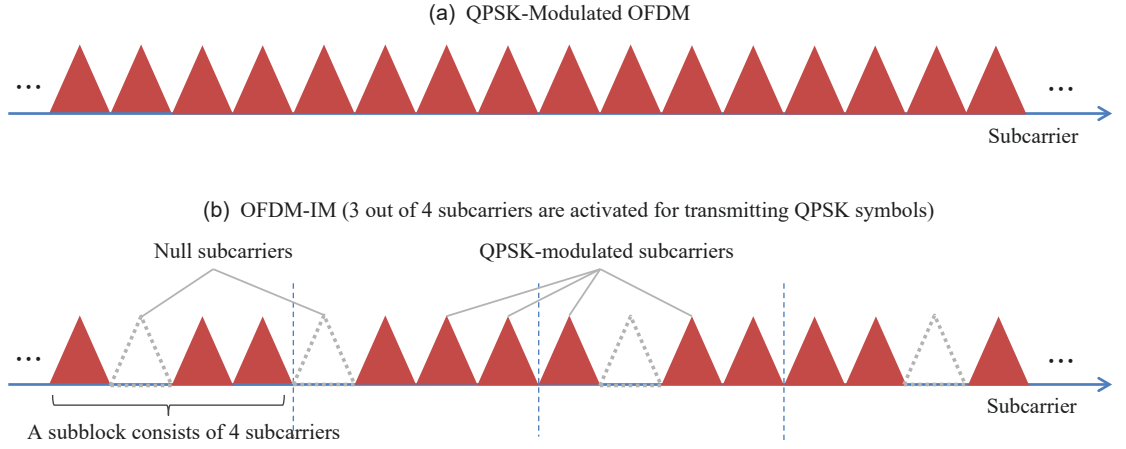 (a) QPSK-Modulated OFDM
...
...
Subcarrier
(b) OFDM-IM (3 out of 4 subcarriers are activated for transmitting QPSK symbols)
Null subcarriers
QPSK-modulated subcarriers
...
...
Subcarrier
A subblock consists of 4 subcarriers